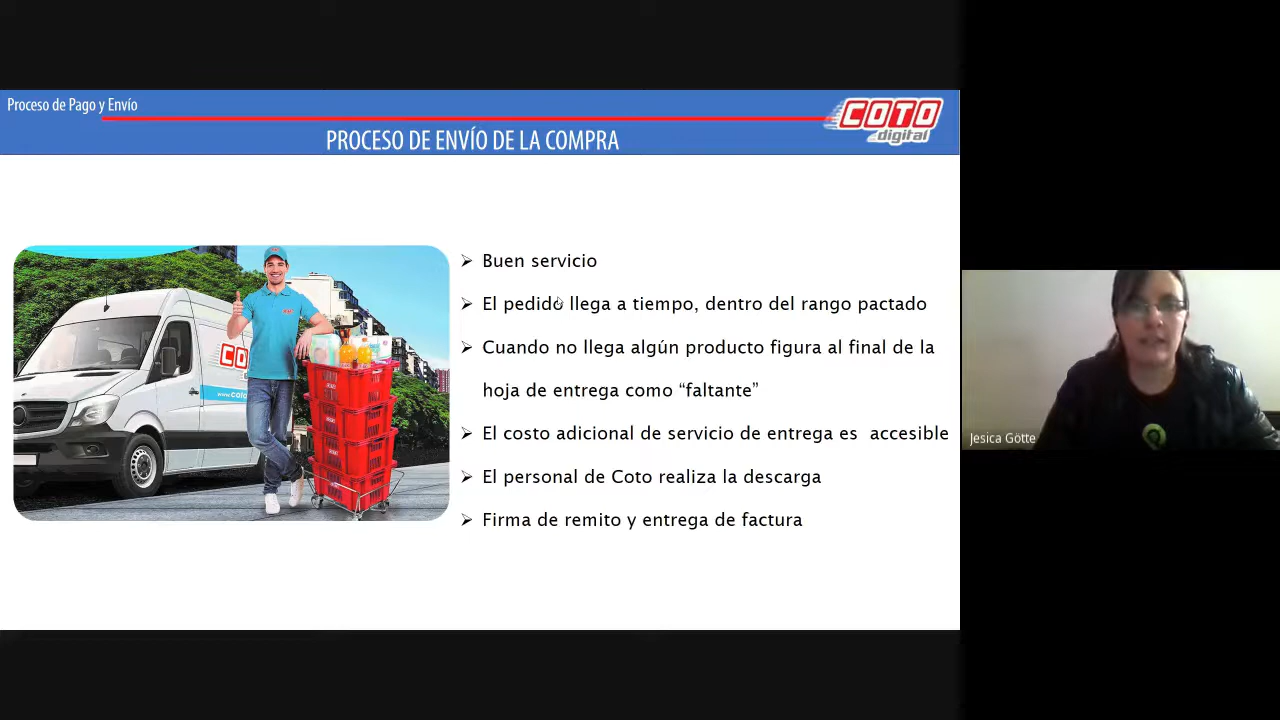 Proceso de Pago y Envío
COTO
digital
PROCESO DE ENVÍO DE LA COMPRA
➢ Buen servicio
➢ El pedido llega a tiempo, dentro del rango pactado
➢ Cuando no llega algún producto figura al final de la
hoja de entrega como “faltante”
➢ El costo adicional de servicio de entrega es accesible
➢ El personal de Coto realiza la descarga
➢ Firma de remito y entrega de factura
Jesica Götte